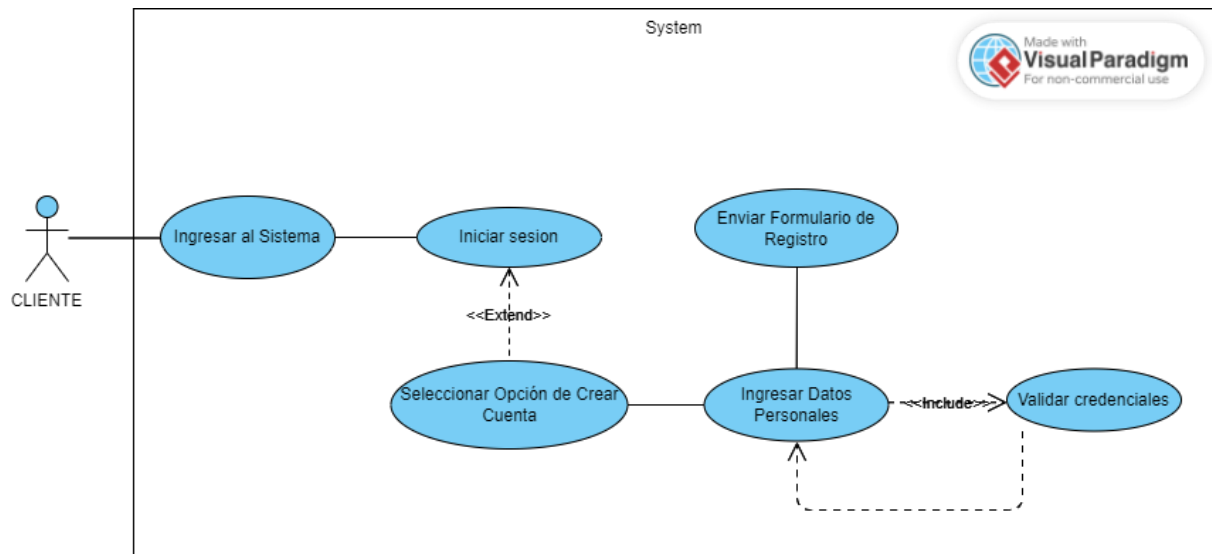 System
Made with
Visual Paradigm
For non-commercial use
Enviar Formulario de
Registro
Ingresar al Sistema
Iniciar sesion
CLIENTE
<<Extend>>
Seleccionar Opción de Crear
Cuenta
Ingresar Datos
Personales
<<Include>>
Validar credenciales